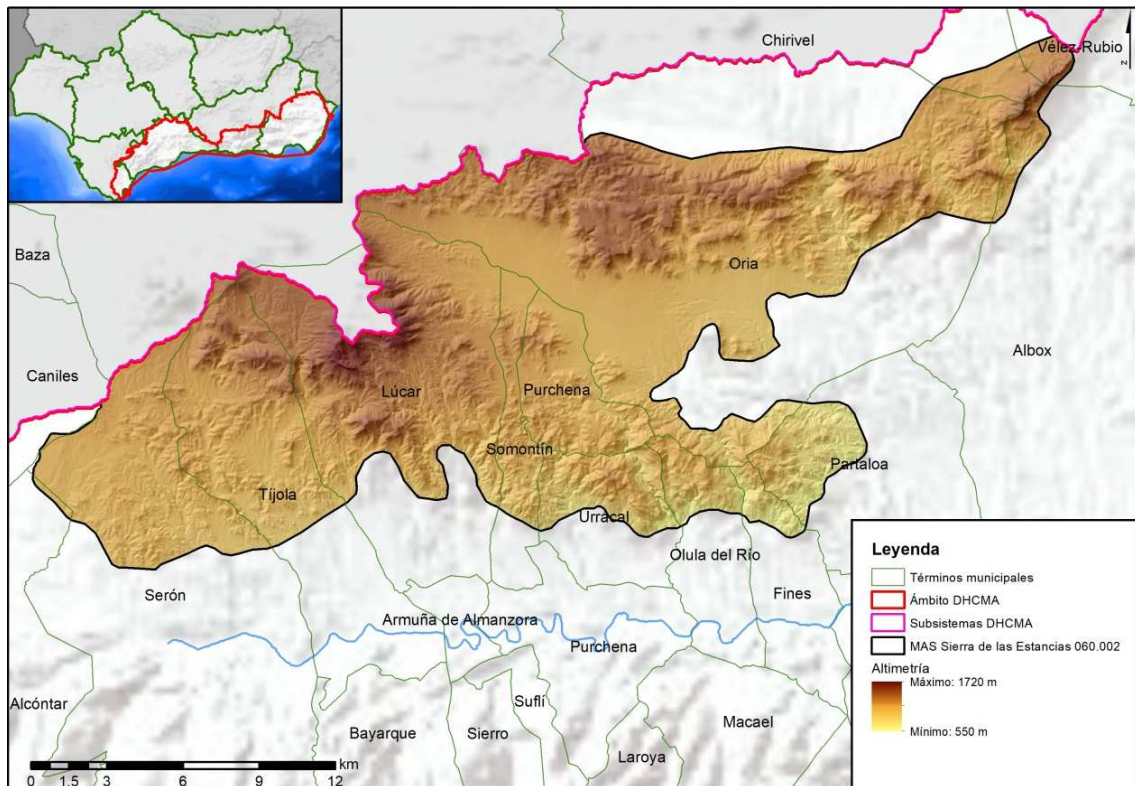 Chirivel
Vélez-Rubio
z
Baza
Oria
Albox
Caniles
Lúcar
Purchena
Somontín
Partaloa
Tíjola
Urracal
Olula del Río
Serón
Fines
Armuña de Almanzora
Purchena
Alcóntar
Suflí
Bayarque
Sierro
Macael
Laroya
km
0 1.5 3 6 9 12
Leyenda
Términos municipales
Ámbito DHCMA
Subsistemas DHCMA
MAS Sierra de las Estancias 060.002
Altimetría
Máximo: 1720 m
Mínimo: 550 m